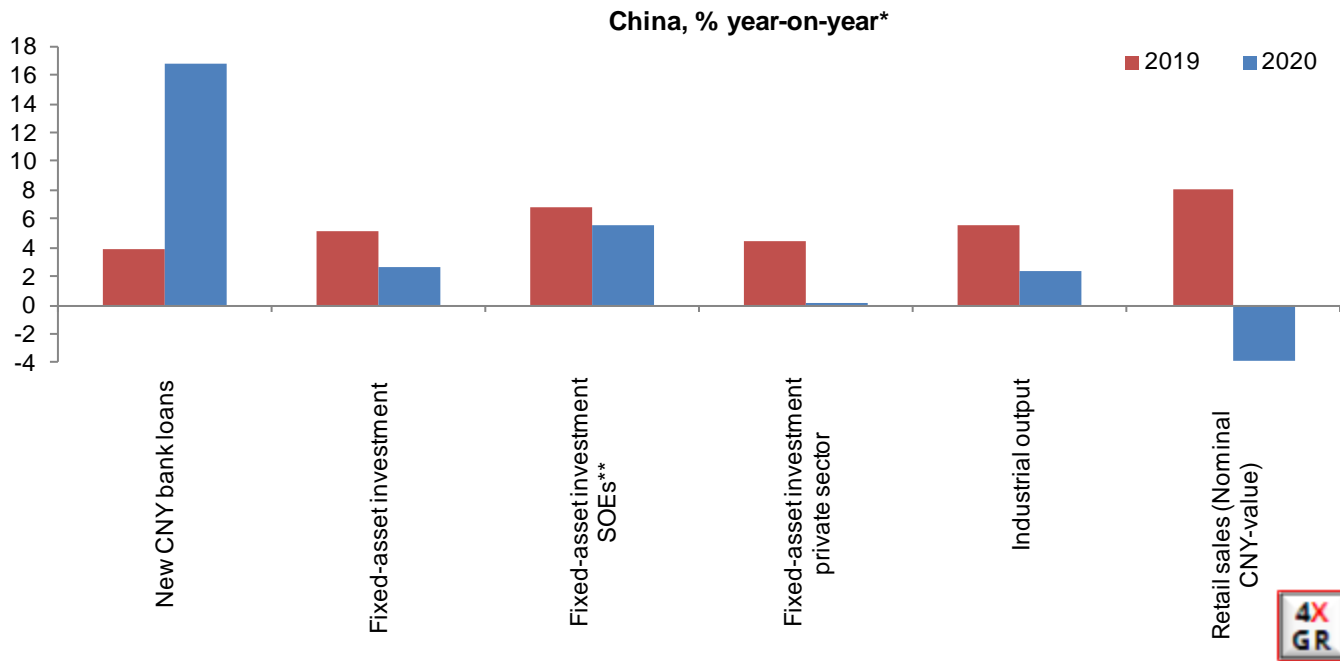 China, % year-on-year*
2019
2020
18
16
14
12
10
8
6
4
2
0
-2
-4
New CNY bank loans
Fixed-asset investment
Fixed-asset investment
SOEs**
Fixed-asset investment
private sector
Industrial output
Retail sales (Nominal
CNY-value)
4X
GR